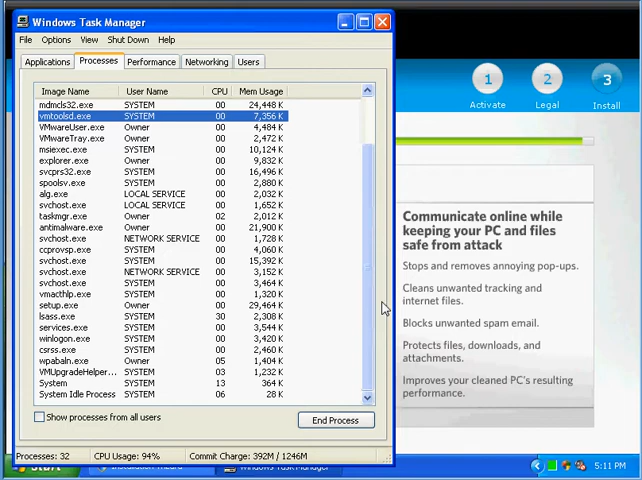 Windows Task Manager
File Options View Shut Down Help
Applications Processes Performance Networking Users
Image Name User Name CPU Mem Usage
mdmcls32.exe SYSTEM 00 24,448 K
vmtoolsd.exe SYSTEM 00 7,356 K
VMwareUser.exe Owner 00 4,484 K
VMwareTray.exe Owner 00 2,472 K
msiexec.exe SYSTEM 00 10,124 K
explorer.exe Owner 00 9,832 K
svcprs32.exe SYSTEM 00 16,496 K
spoolsv.exe SYSTEM 00 2,880 K
alg.exe LOCAL SERVICE 00 2,032 K
svchost.exe LOCAL SERVICE 00 1,652 K
taskmgr.exe Owner 02 2,012 K
antimalware.exe Owner 00 21,900 K
svchost.exe NETWORK SERVICE 00 1,728 K
ccprovsp.exe SYSTEM 00 4,060 K
svchost.exe SYSTEM 00 15,392 K
svchost.exe NETWORK SERVICE 00 3,152 K
svchost.exe SYSTEM 00 3,464 K
vmacthlp.exe SYSTEM 00 1,320 K
setup.exe Owner 00 29,464 K
lsass.exe SYSTEM 30 2,308 K
services.exe SYSTEM 00 3,544 K
winlogon.exe SYSTEM 00 4,420 K
csrss.exe SYSTEM 00 2,460 K
wpabaln.exe Owner 05 1,404 K
VMUpgradeHelper... SYSTEM 03 1,232 K
System SYSTEM 13 364 K
System Idle Process SYSTEM 06 28 K
Show processes from all users
End Process
Processes: 32 CPU Usage: 94% Commit Charge: 392M / 1246M
1 2 3
Activate Legal Install
Communicate online while
keeping your PC and files
safe from attack
Stops and removes annoying pop-ups.
Cleans unwanted tracking and
internet files.
Blocks unwanted spam email.
Protects files, downloads, and
attachments.
Improves your cleaned PC's resulting
performance.
start Installation Wizard Windows Task Manager 5:11 PM